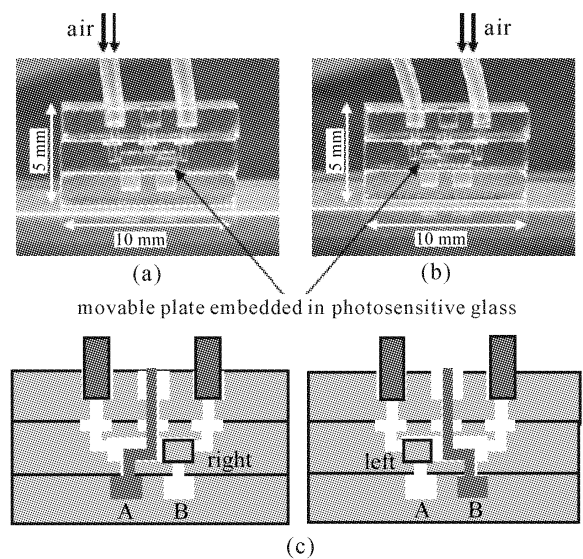 air
air
5 mm
10 mm
5 mm
10 mm
(a)
(b)
movable plate embedded in photosensitive glass
right
A
B
left
A
B
(c)